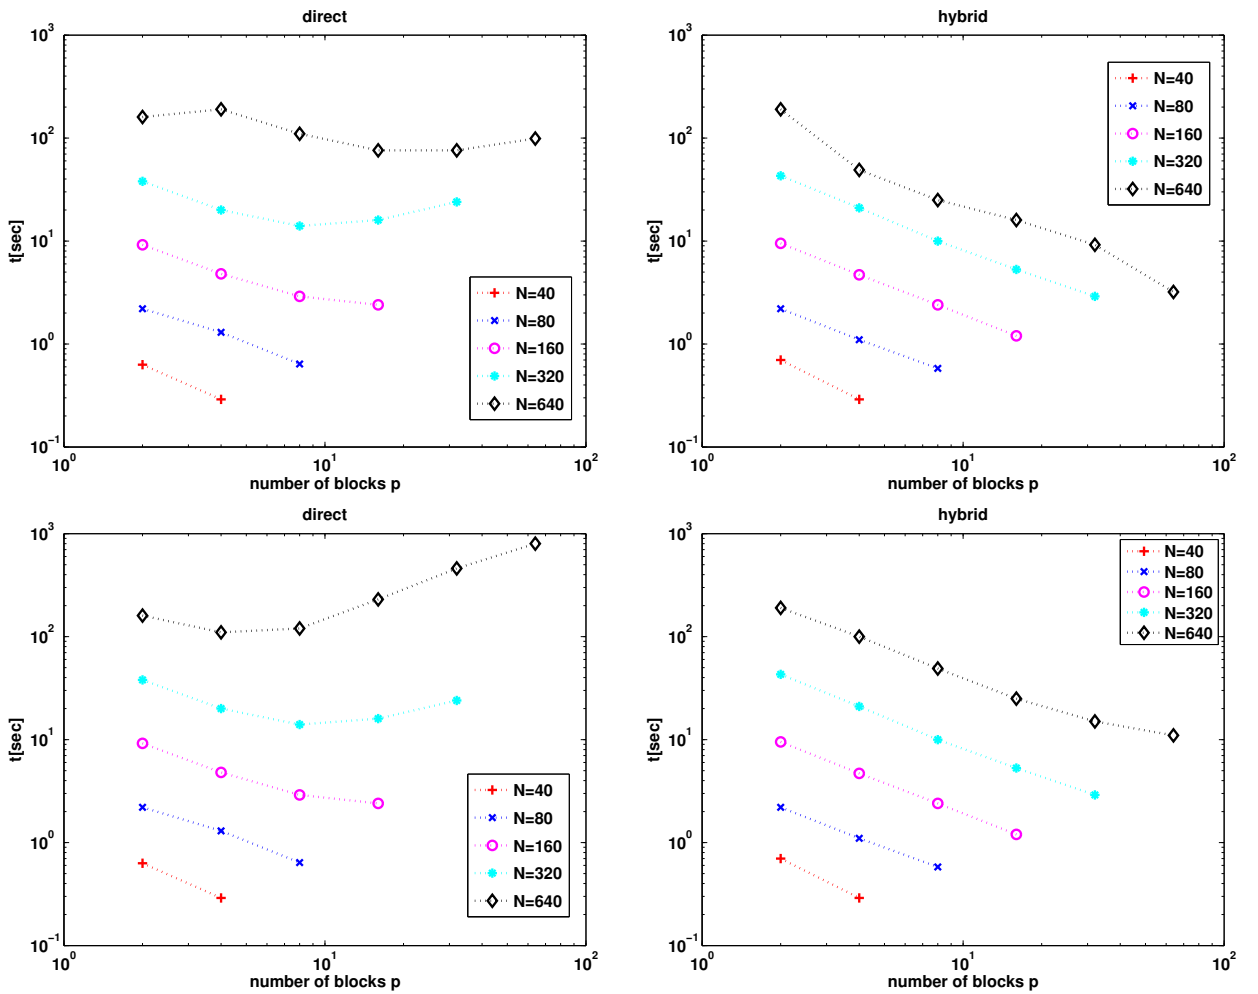 direct
10^3
10^2
10^1
10^0
10^-1
t[sec]
N=40
N=80
N=160
N=320
N=640
10^0
10^1
10^2
number of blocks p
hybrid
10^3
10^2
10^1
10^0
10^-1
t[sec]
N=40
N=80
N=160
N=320
N=640
10^0
10^1
10^2
number of blocks p
direct
10^3
10^2
10^1
10^0
10^-1
t[sec]
N=40
N=80
N=160
N=320
N=640
10^0
10^1
10^2
number of blocks p
hybrid
10^3
10^2
10^1
10^0
10^-1
t[sec]
N=40
N=80
N=160
N=320
N=640
10^0
10^1
10^2
number of blocks p